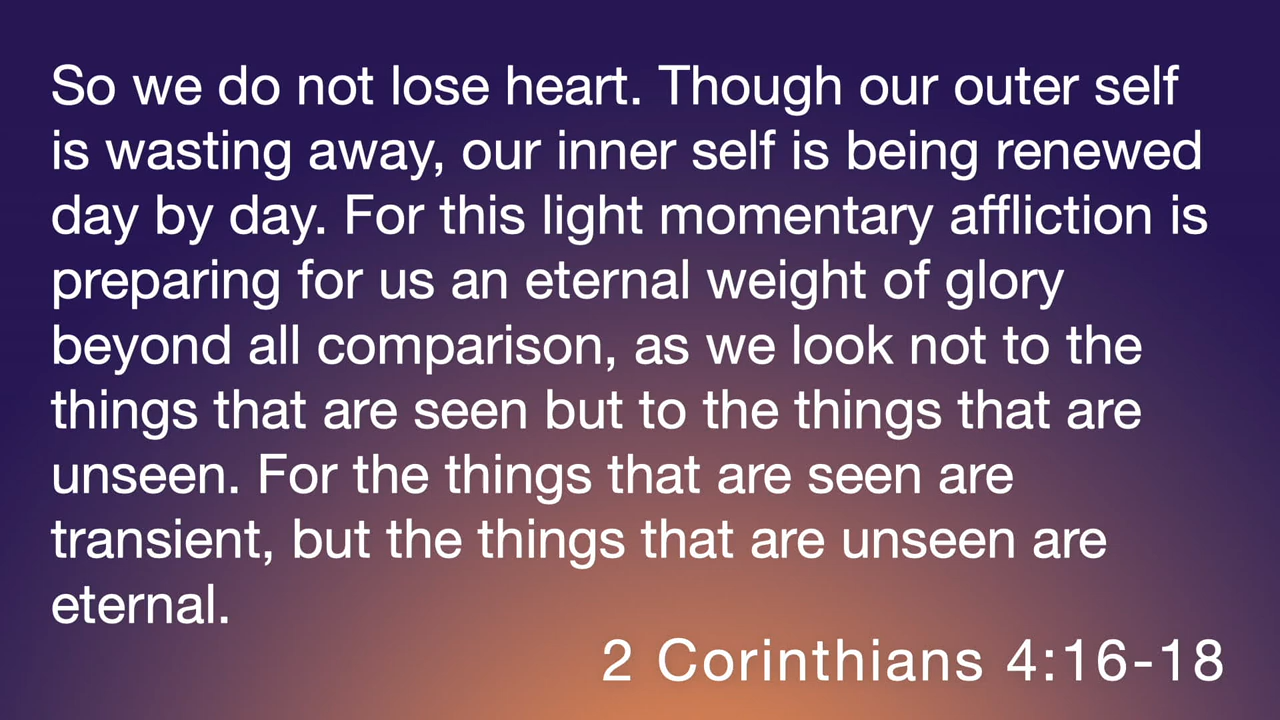 So we do not lose heart. Though our outer self
is wasting away, our inner self is being renewed
day by day. For this light momentary affliction is
preparing for us an eternal weight of glory
beyond all comparison, as we look not to the
things that are seen but to the things that are
unseen. For the things that are seen are
transient, but the things that are unseen are
eternal.
2 Corinthians 4:16-18